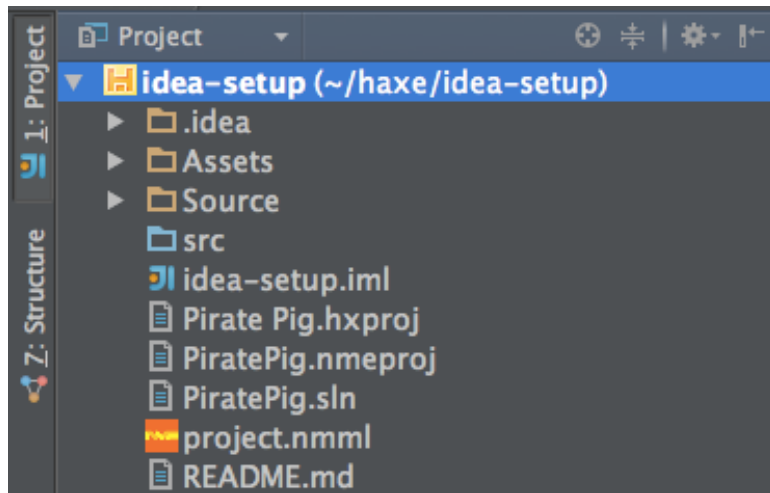 Project
idea-setup (~/haxe/idea-setup)
.idea
Assets
Source
src
idea-setup.iml
Pirate Pig.hxproj
PiratePig.nmeproj
PiratePig.sln
project.nmml
README.md
1: Project
7: Structure